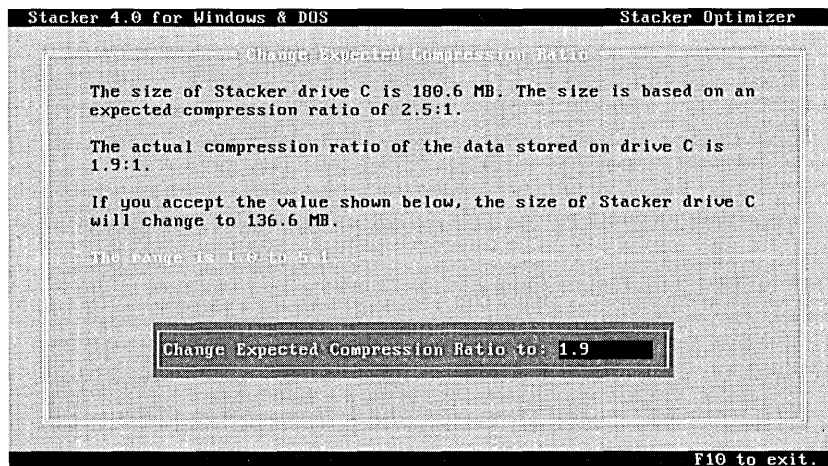 Stacker 4.0 for Windows & DOS Stacker Optimizer
Change Expected Compression Ratio
The size of Stacker drive C is 180.6 MB. The size is based on an
expected compression ratio of 2.5:1.
The actual compression ratio of the data stored on drive C is
1.9:1.
If you accept the value shown below, the size of Stacker drive C
will change to 136.6 MB.
The range is 1.0 to 5.1.
Change Expected Compression Ratio to: 1.9
F10 to exit.